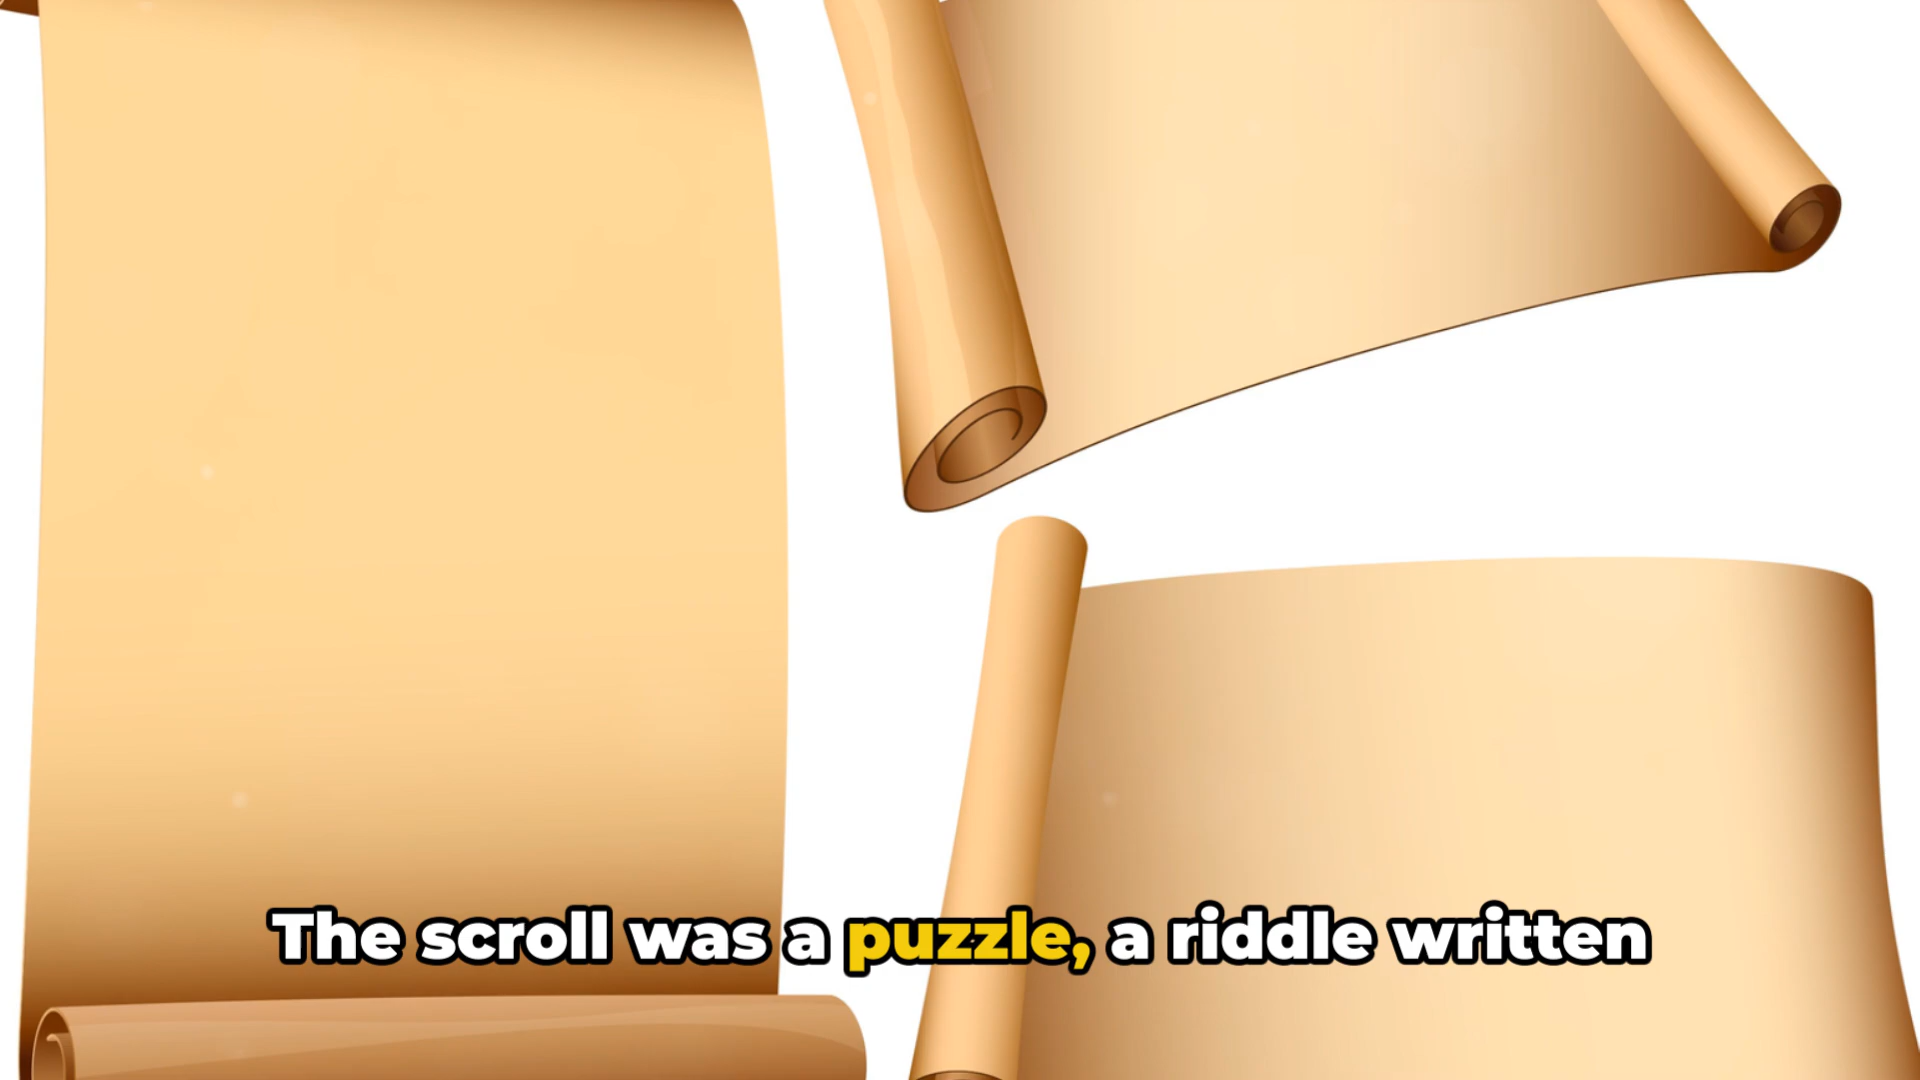 The scroll was a puzzle, a riddle written